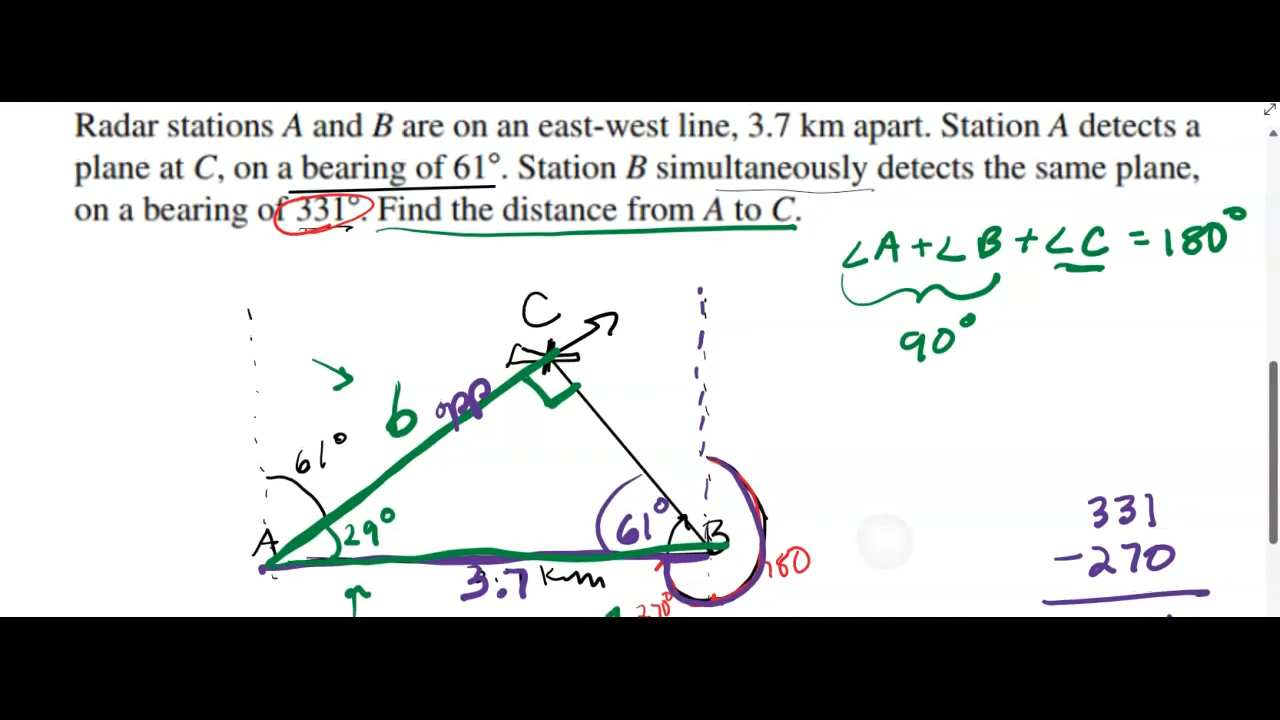 Radar stations A and B are on an east-west line, 3.7 km apart. Station A detects a
plane at C, on a bearing of 61°. Station B simultaneously detects the same plane,
on a bearing of 331°. Find the distance from A to C.
∠A+∠B+∠C=180°
90°
C
b opp
61°
A
29°
61°
B
3.7 km
180
270°
331
-270